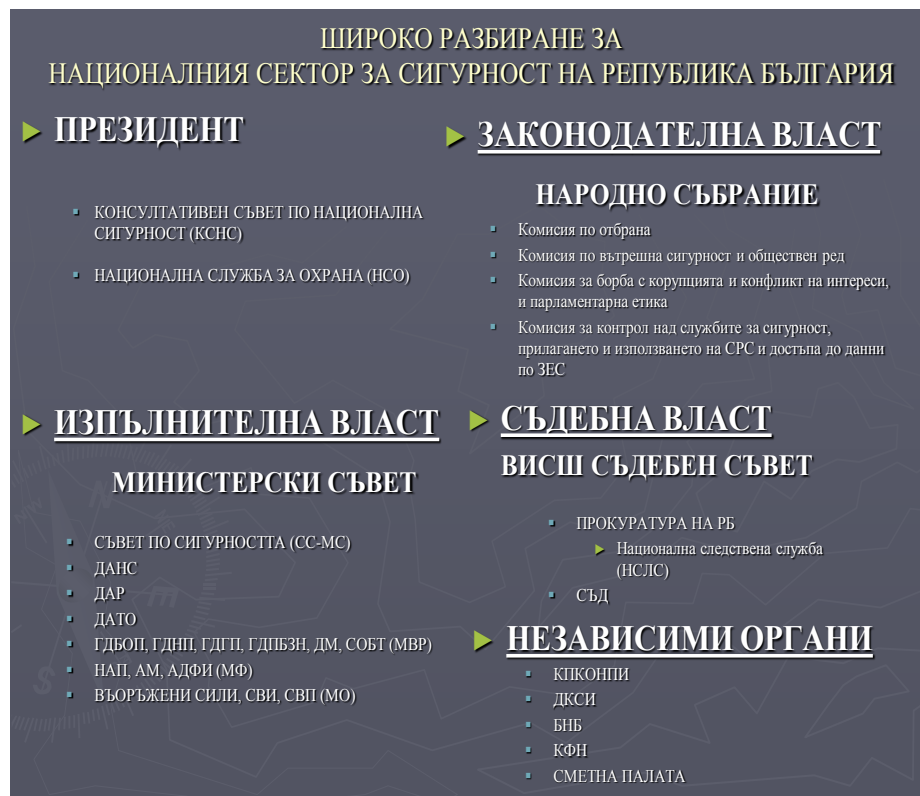 ШИРОКО РАЗБИРАНЕ ЗА
НАЦИОНАЛНИЯ СЕКТОР ЗА СИГУРНОСТ НА РЕПУБЛИКА БЪЛГАРИЯ
ПРЕЗИДЕНТ
КОНСУЛТАТИВЕН СЪВЕТ ПО НАЦИОНАЛНА
СИГУРНОСТ (КСНС)
НАЦИОНАЛНА СЛУЖБА ЗА ОХРАНА (НСО)
ЗАКОНОДАТЕЛНА ВЛАСТ
НАРОДНО СЪБРАНИЕ
Комисия по отбрана
Комисия по вътрешна сигурност и обществен ред
Комисия за борба с корупцията и конфликт на интереси,
и парламентарна етика
Комисия за контрол над службите за сигурност,
прилагането и използването на СРС и достъпа до данни
по ЗЕС
ИЗПЪЛНИТЕЛНА ВЛАСТ
МИНИСТЕРСКИ СЪВЕТ
СЪВЕТ ПО СИГУРНОСТТА (СС-МС)
ДАНС
ДАР
ДАТО
ГДБОП, ГДНП, ГДГП, ГДПБЗН, ДМ, СОБТ (МВР)
НАП, АМ, АДФИ (МФ)
ВЪОРЪЖЕНИ СИЛИ, СВИ, СВП (МО)
СЪДЕБНА ВЛАСТ
ВИСШ СЪДЕБЕН СЪВЕТ
ПРОКУРАТУРА НА РБ
Национална следствена служба
(НСЛС)
СЪД
НЕЗАВИСИМИ ОРГАНИ
КПКОНПИ
ДКСИ
БНБ
КФН
СМЕТНА ПАЛАТА